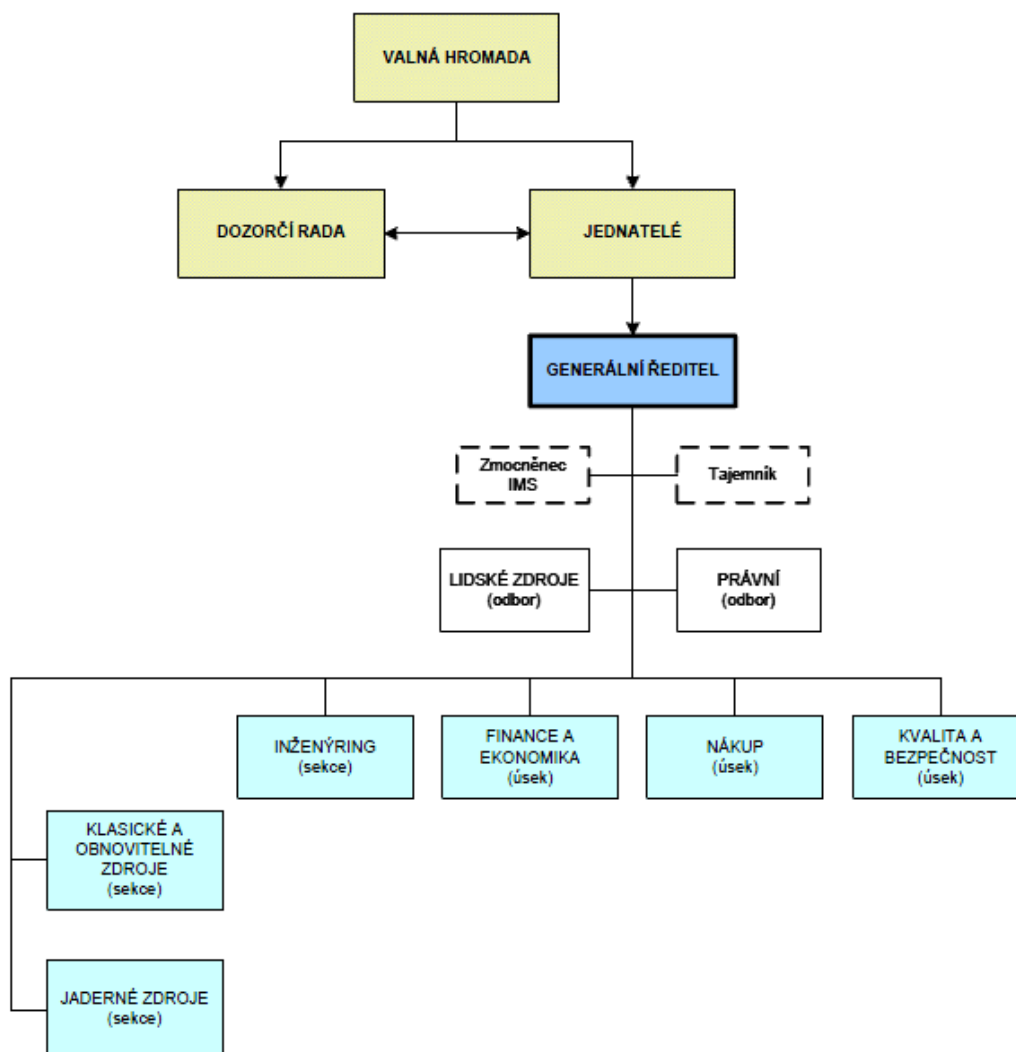 VALNÁ HROMADA
DOZORČÍ RADA
JEDNATELÉ
GENERÁLNÍ ŘEDITEL
Zmocněnec
IMS
Tajemník
LIDSKÉ ZDROJE
(odbor)
PRÁVNÍ
(odbor)
INŽENÝRING
(sekce)
FINANCE A
EKONOMIKA
(úsek)
NÁKUP
(úsek)
KVALITA A
BEZPEČNOST
(úsek)
KLASICKÉ A
OBNOVITELNÉ
ZDROJE
(sekce)
JADERNÉ ZDROJE
(sekce)